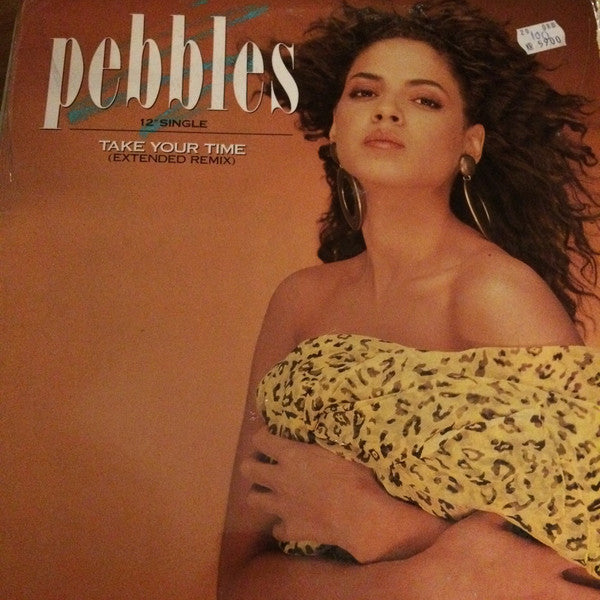 pebbles
12" SINGLE
TAKE YOUR TIME
(EXTENDED REMIX)